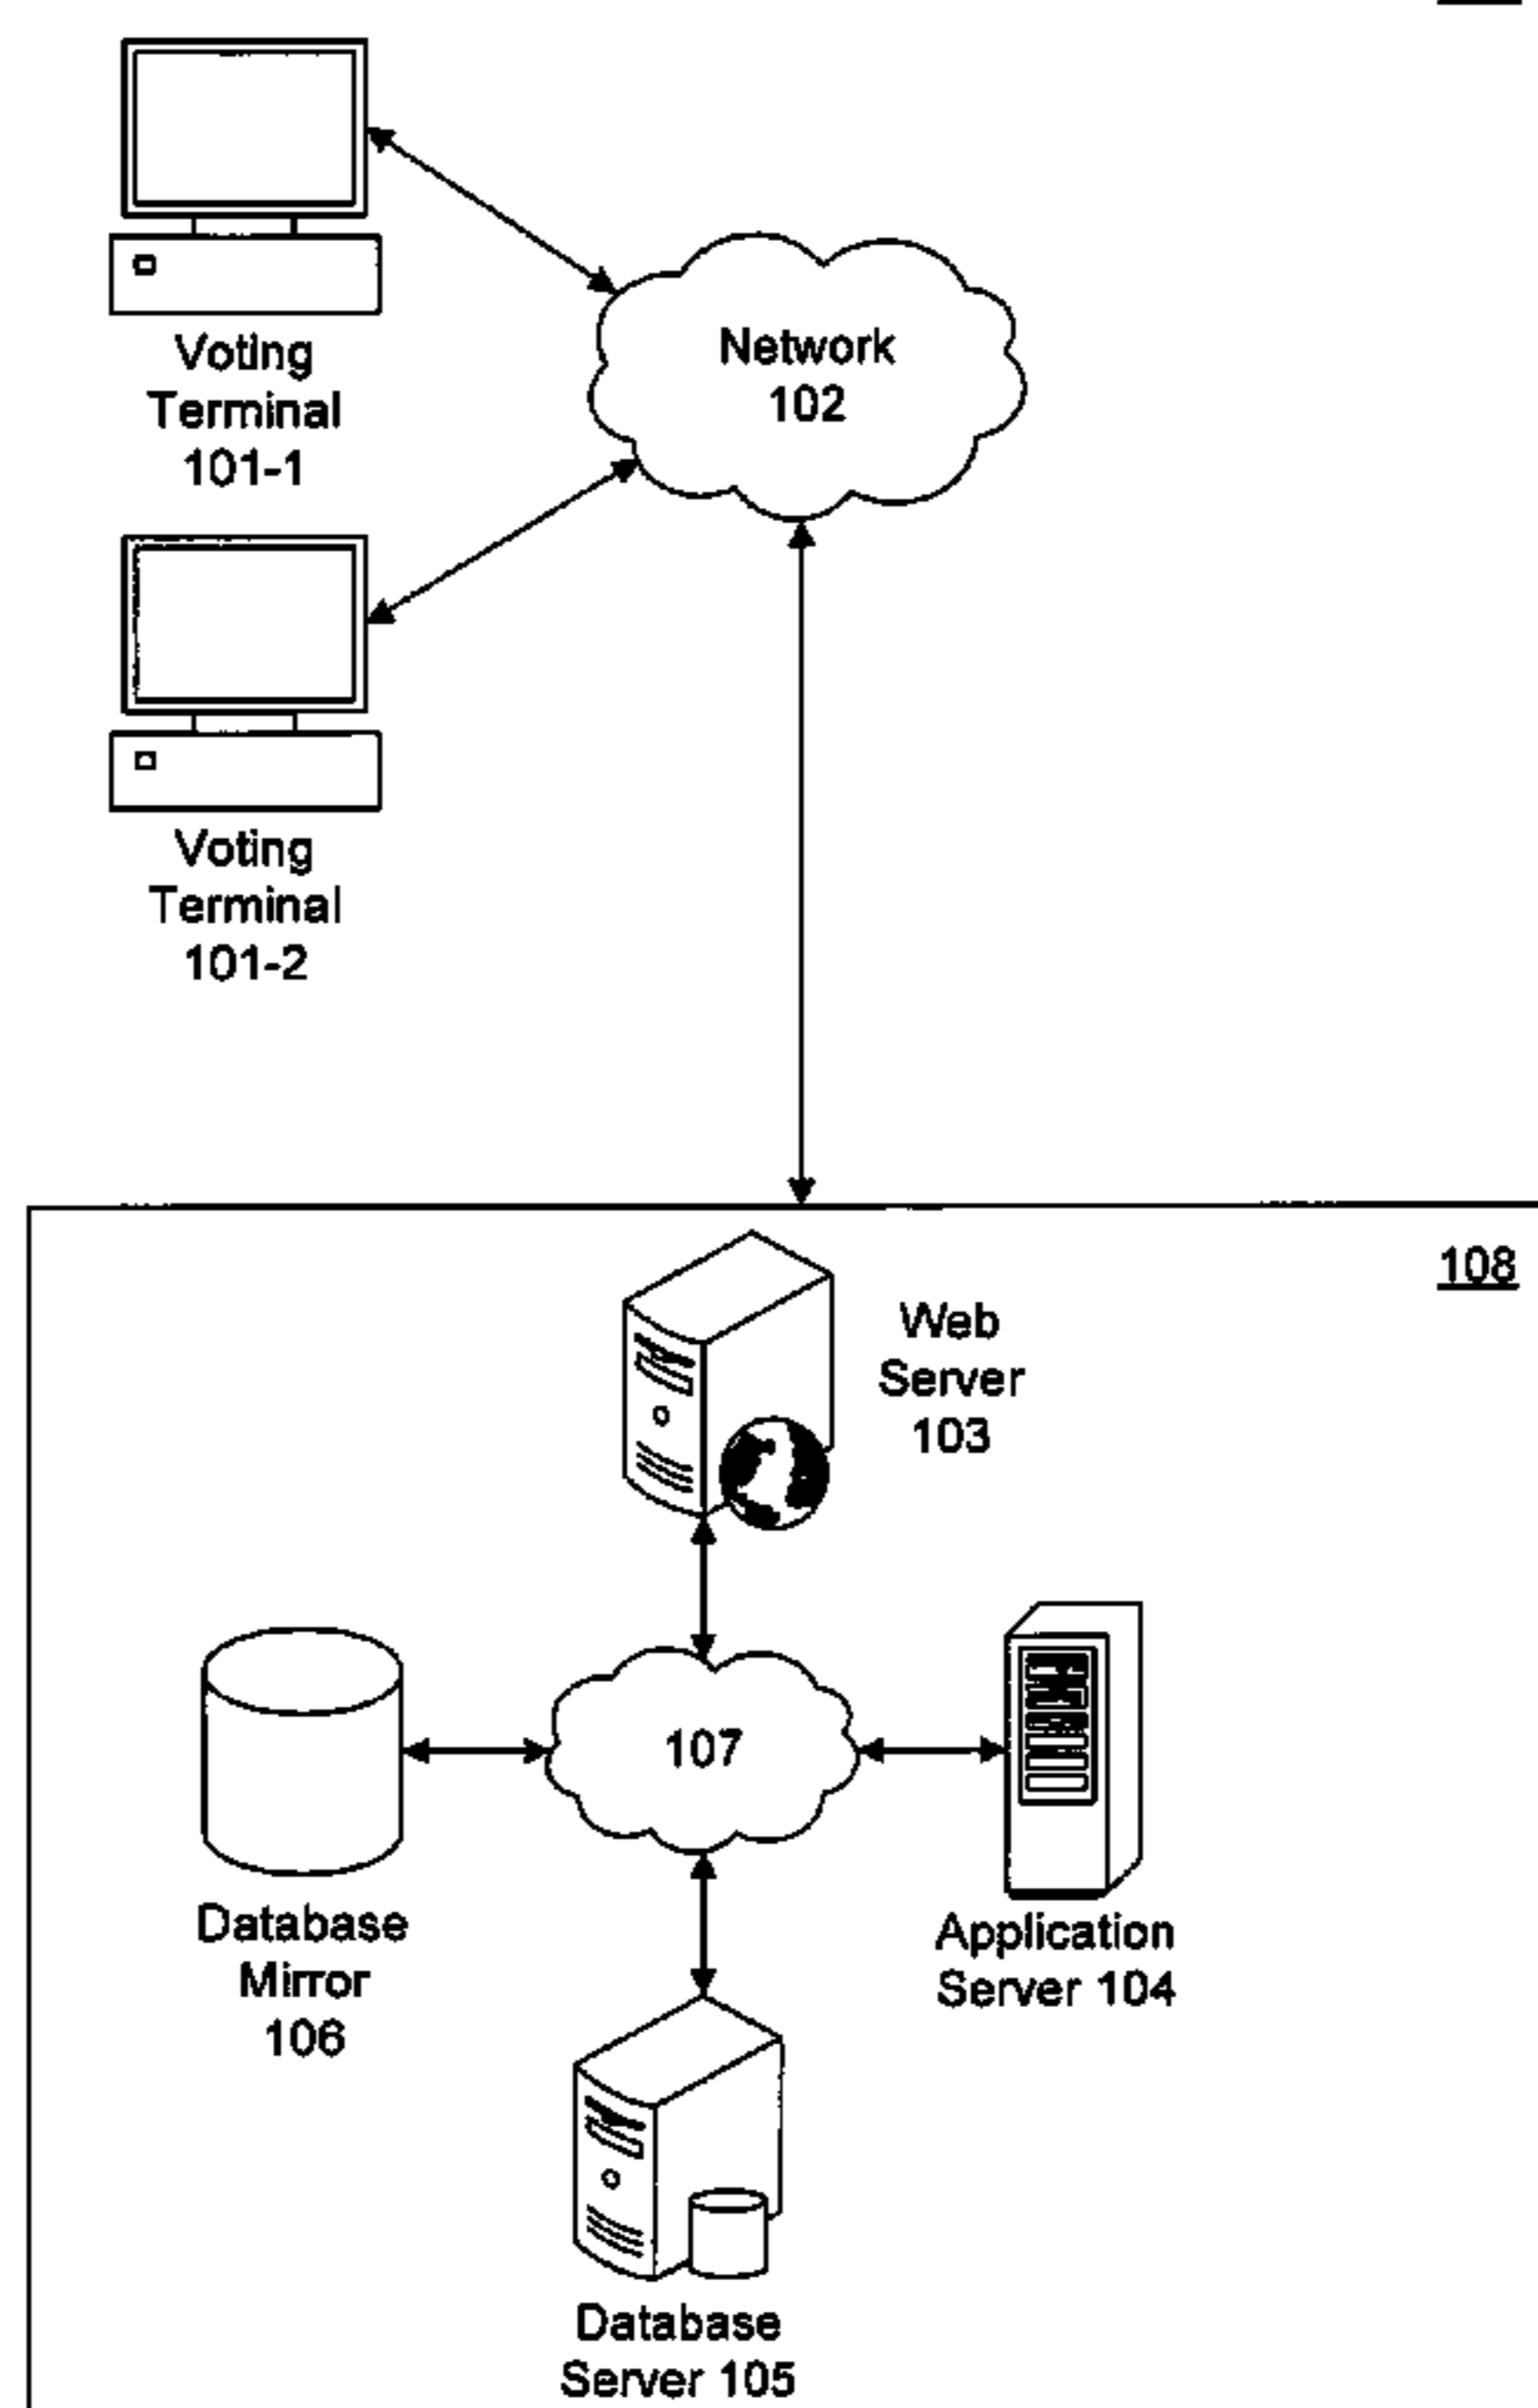 Voting
Terminal
101-1
Network
102
Voting
Terminal
101-2
108
Web
Server
103
107
Database
Mirror
106
Application
Server 104
Database
Server 105